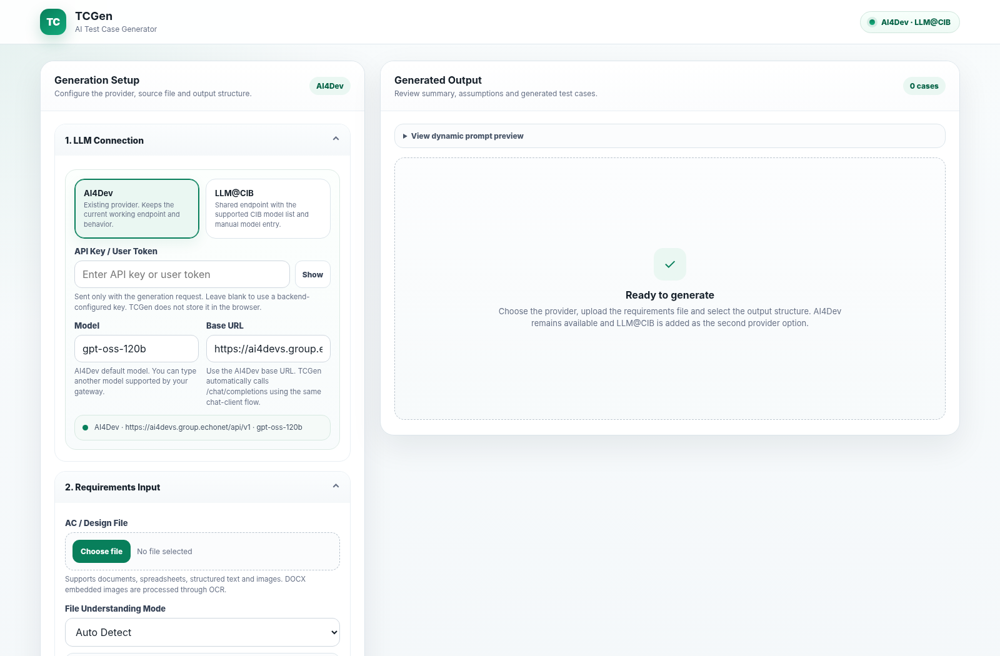 TC
TCGen
AI Test Case Generator
AI4Dev · LLM@CIB
Generation Setup
Configure the provider, source file and output structure.
AI4Dev
1. LLM Connection
AI4Dev
Existing provider. Keeps the
current working endpoint and
behavior.
LLM@CIB
Shared endpoint with the
supported CIB model list and
manual model entry.
API Key / User Token
Enter API key or user token
Show
Sent only with the generation request. Leave blank to use a backend-
configured key. TCGen does not store it in the browser.
Model
gpt-oss-120b
AI4Dev default model. You can type
another model supported by your
gateway.
Base URL
https://ai4devs.group.e
Use the AI4Dev base URL. TCGen
automatically calls
/chat/completions using the same
chat-client flow.
AI4Dev · https://ai4devs.group.echonet/api/v1 · gpt-oss-120b
2. Requirements Input
AC / Design File
Choose file
No file selected
Supports documents, spreadsheets, structured text and images. DOCX
embedded images are processed through OCR.
File Understanding Mode
Auto Detect
Generated Output
Review summary, assumptions and generated test cases.
0 cases
View dynamic prompt preview
Ready to generate
Choose the provider, upload the requirements file and select the output structure. AI4Dev
remains available and LLM@CIB is added as the second provider option.